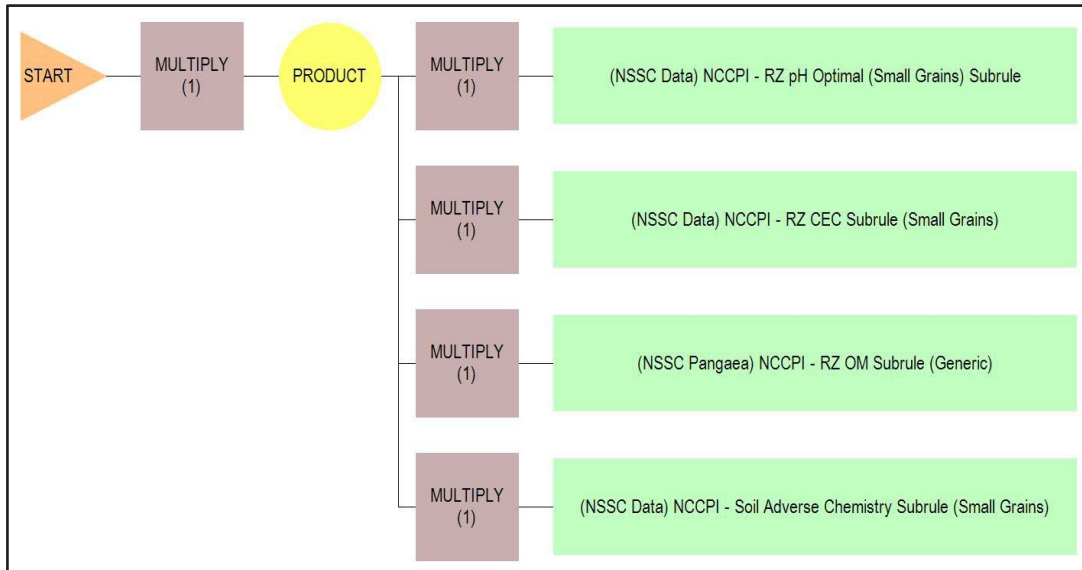 START
MULTIPLY
(1)
PRODUCT
MULTIPLY
(1)
(NSSC Data) NCCPI - RZ pH Optimal (Small Grains) Subrule
MULTIPLY
(1)
(NSSC Data) NCCPI - RZ CEC Subrule (Small Grains)
MULTIPLY
(1)
(NSSC Pangaea) NCCPI - RZ OM Subrule (Generic)
MULTIPLY
(1)
(NSSC Data) NCCPI - Soil Adverse Chemistry Subrule (Small Grains)